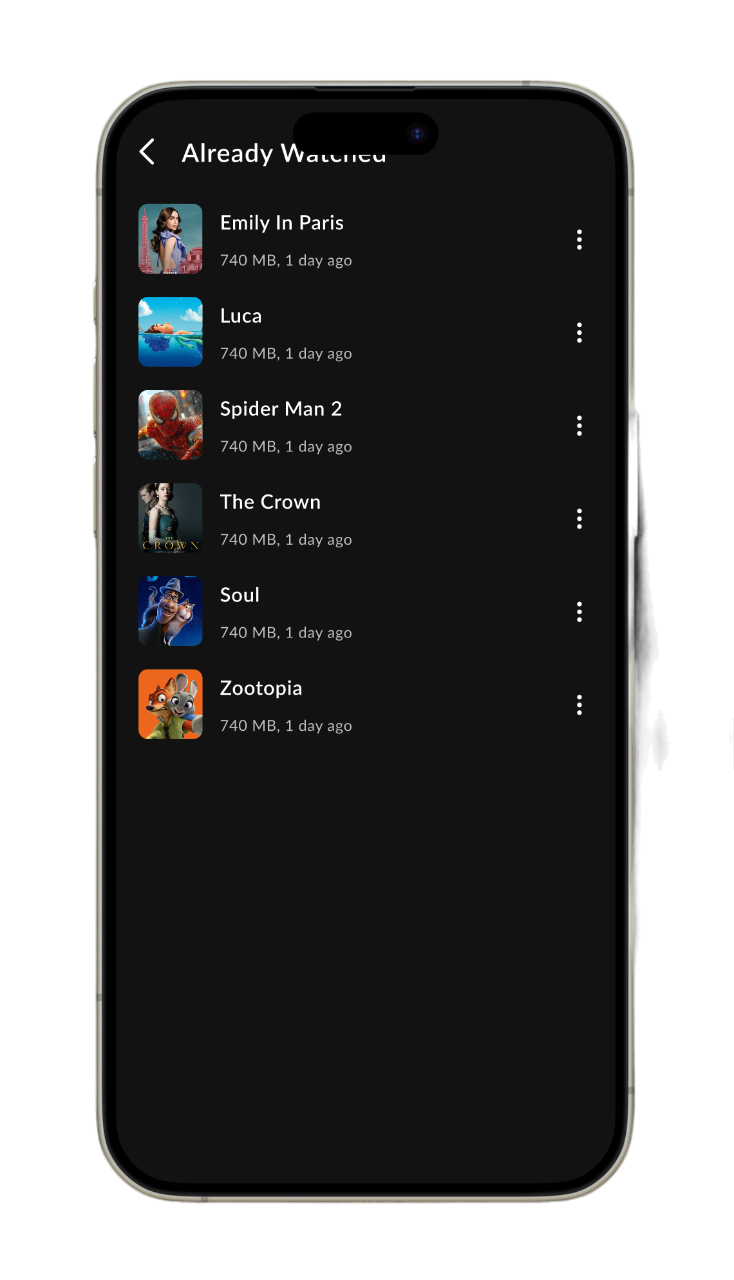 Already Watched
Emily In Paris
740 MB, 1 day ago
Luca
740 MB, 1 day ago
Spider Man 2
740 MB, 1 day ago
The Crown
740 MB, 1 day ago
THE
CROWN
Soul
740 MB, 1 day ago
Zootopia
740 MB, 1 day ago